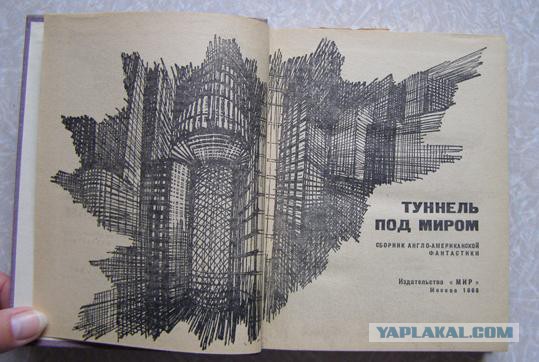 ТУННЕЛЬ
ПОД МИРОМ
СБОРНИК АНГЛО-АМЕРИКАНСКОЙ
ФАНТАСТИКИ
Издательство «МИР»
Москва 1965
YAPLAKAL.COM